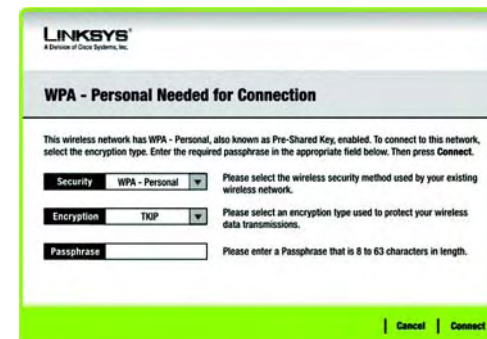 LINKSYS®
A Division of Cisco Systems, Inc.
WPA - Personal Needed for Connection
This wireless network has WPA - Personal, also known as Pre-Shared Key, enabled. To connect to this network,
select the encryption type. Enter the required passphrase in the appropriate field below. Then press Connect.
Security WPA - Personal
Please select the wireless security method used by your existing
wireless network.
Encryption TKIP
Please select an encryption type used to protect your wireless
data transmissions.
Passphrase
Please enter a Passphrase that is 8 to 63 characters in length.
Cancel | Connect